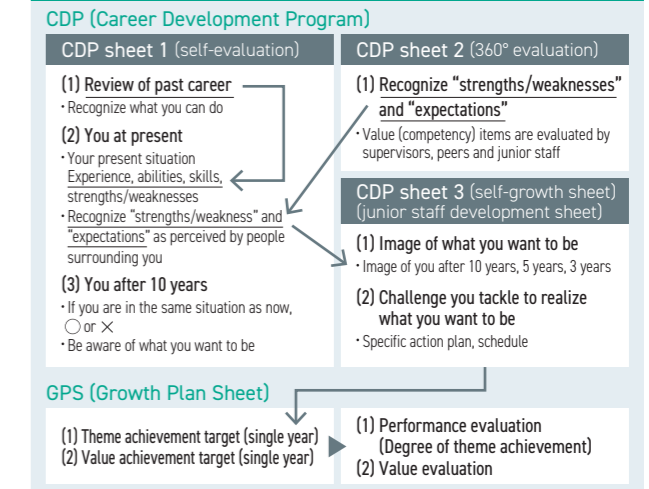 CDP (Career Development Program)
CDP sheet 1 (self-evaluation)
(1) Review of past career
・Recognize what you can do
(2) You at present
・Your present situation
Experience, abilities, skills,
strengths/weaknesses
・Recognize “strengths/weakness” and
“expectations” as perceived by people
surrounding you
(3) You after 10 years
・If you are in the same situation as now,
○ or ×
・Be aware of what you want to be
CDP sheet 2 (360° evaluation)
(1) Recognize “strengths/weaknesses”
and “expectations”
・Value (competency) items are evaluated by
supervisors, peers and junior staff
CDP sheet 3 (self-growth sheet)
(junior staff development sheet)
(1) Image of what you want to be
・Image of you after 10 years, 5 years, 3 years
(2) Challenge you tackle to realize
what you want to be
・Specific action plan, schedule
GPS (Growth Plan Sheet)
(1) Theme achievement target (single year)
(2) Value achievement target (single year)
(1) Performance evaluation
(Degree of theme achievement)
(2) Value evaluation